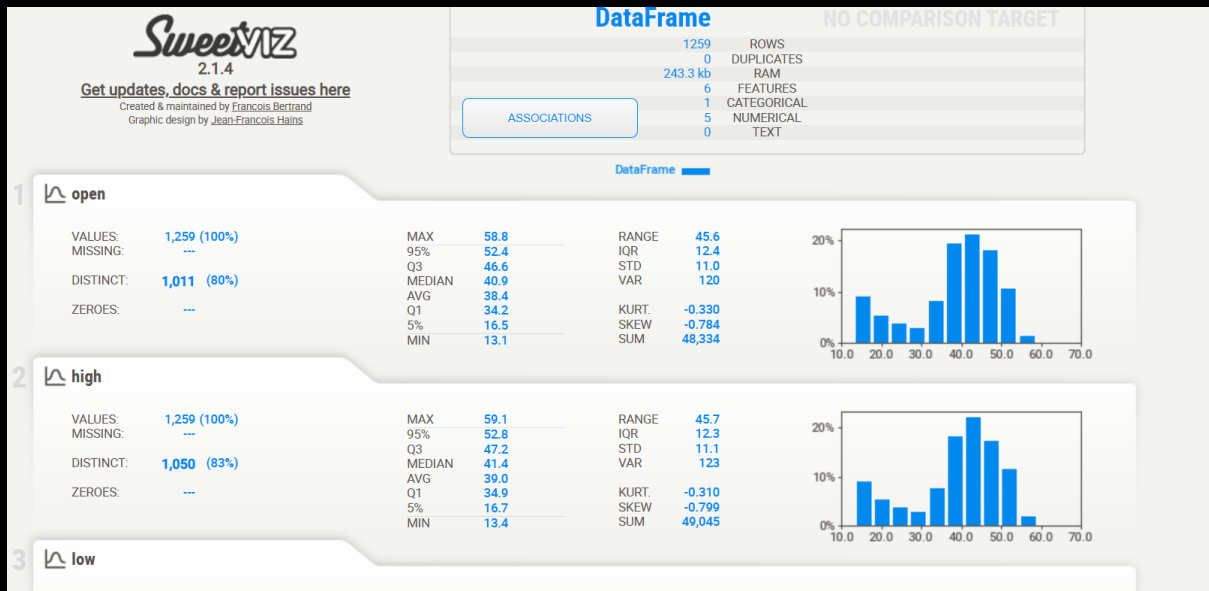 SweetVIZ
2.1.4
Get updates, docs & report issues here
Created & maintained by Francois Bertrand
Graphic design by Jean-Francois Hains
DataFrame
NO COMPARISON TARGET
1259 ROWS
0 DUPLICATES
243.3 kb RAM
6 FEATURES
1 CATEGORICAL
5 NUMERICAL
0 TEXT
ASSOCIATIONS
DataFrame
1
open
VALUES: 1,259 (100%)
MISSING: ---
DISTINCT: 1,011 (80%)
ZEROES: ---
MAX 58.8
95% 52.4
Q3 46.6
MEDIAN 40.9
AVG 38.4
Q1 34.2
5% 16.5
MIN 13.1
RANGE 45.6
IQR 12.4
STD 11.0
VAR 120
KURT. -0.330
SKEW -0.784
SUM 48,334
20%
10%
0%
10.0 20.0 30.0 40.0 50.0 60.0 70.0
2
high
VALUES: 1,259 (100%)
MISSING: ---
DISTINCT: 1,050 (83%)
ZEROES: ---
MAX 59.1
95% 52.8
Q3 47.2
MEDIAN 41.4
AVG 39.0
Q1 34.9
5% 16.7
MIN 13.4
RANGE 45.7
IQR 12.3
STD 11.1
VAR 123
KURT. -0.310
SKEW -0.799
SUM 49,045
20%
10%
0%
10.0 20.0 30.0 40.0 50.0 60.0 70.0
3
low